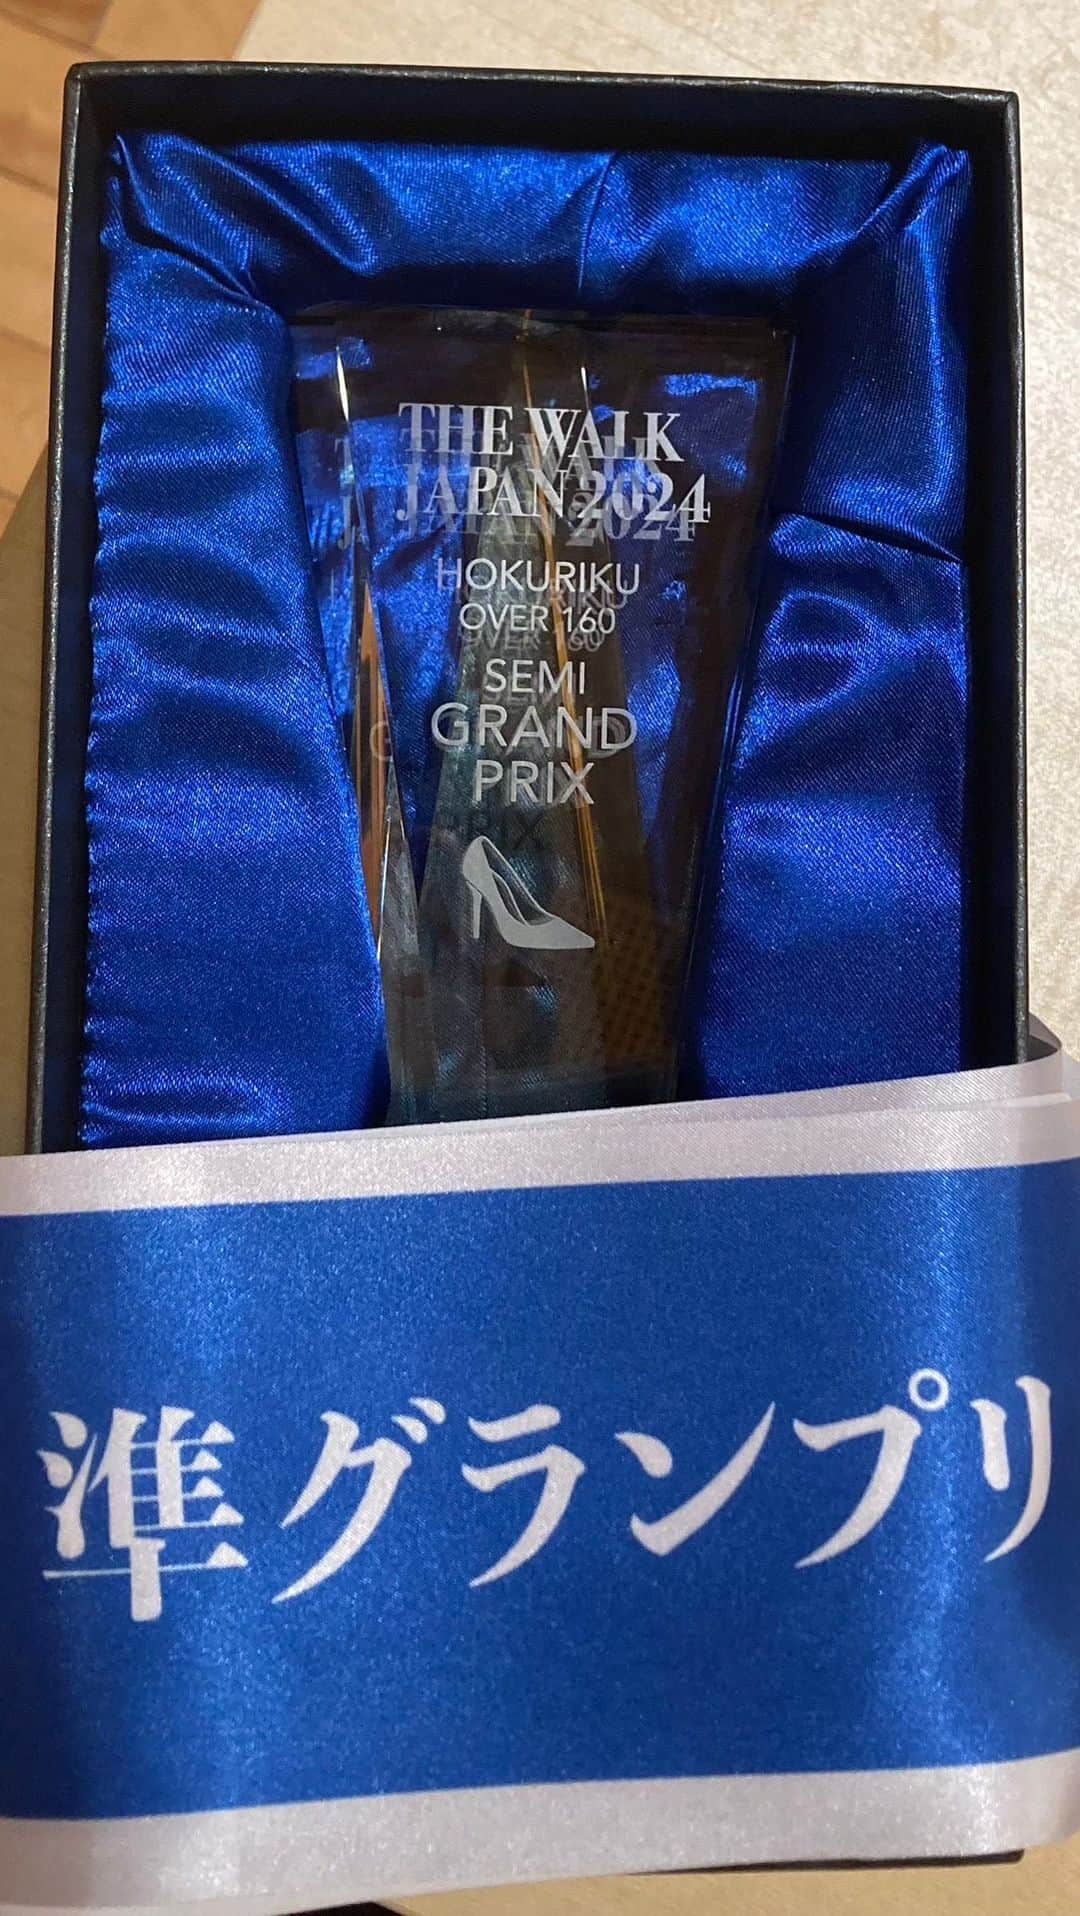 THE WALK
JAPAN 2024
HOKURIKU
OVER 160
SEMI
GRAND
PRIX
準グランプリ